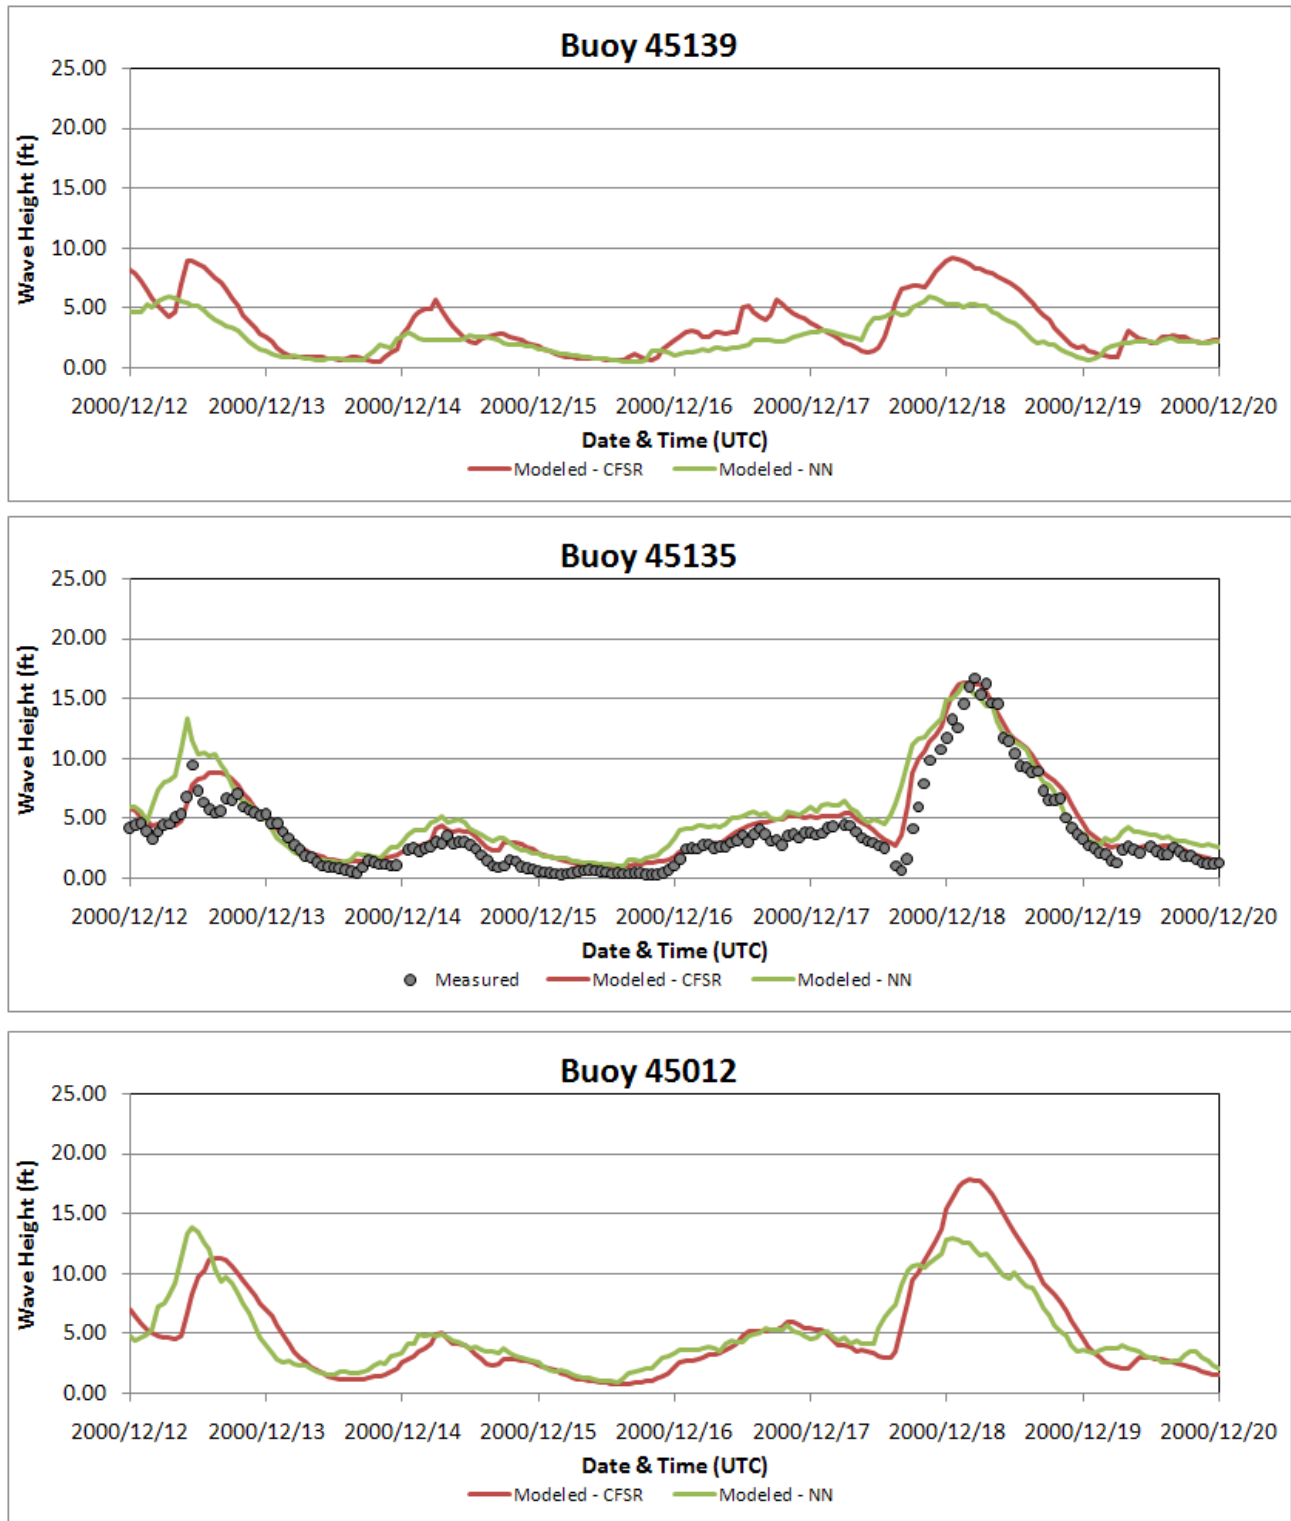 Buoy 45139
25.00
20.00
15.00
10.00
5.00
0.00
Wave Height (ft)
2000/12/12 2000/12/13 2000/12/14 2000/12/15 2000/12/16 2000/12/17 2000/12/18 2000/12/19 2000/12/20
Date & Time (UTC)
Modeled - CFSR Modeled - NN
Buoy 45135
25.00
20.00
15.00
10.00
5.00
0.00
Wave Height (ft)
2000/12/12 2000/12/13 2000/12/14 2000/12/15 2000/12/16 2000/12/17 2000/12/18 2000/12/19 2000/12/20
Date & Time (UTC)
Measured Modeled - CFSR Modeled - NN
Buoy 45012
25.00
20.00
15.00
10.00
5.00
0.00
Wave Height (ft)
2000/12/12 2000/12/13 2000/12/14 2000/12/15 2000/12/16 2000/12/17 2000/12/18 2000/12/19 2000/12/20
Date & Time (UTC)
Modeled - CFSR Modeled - NN